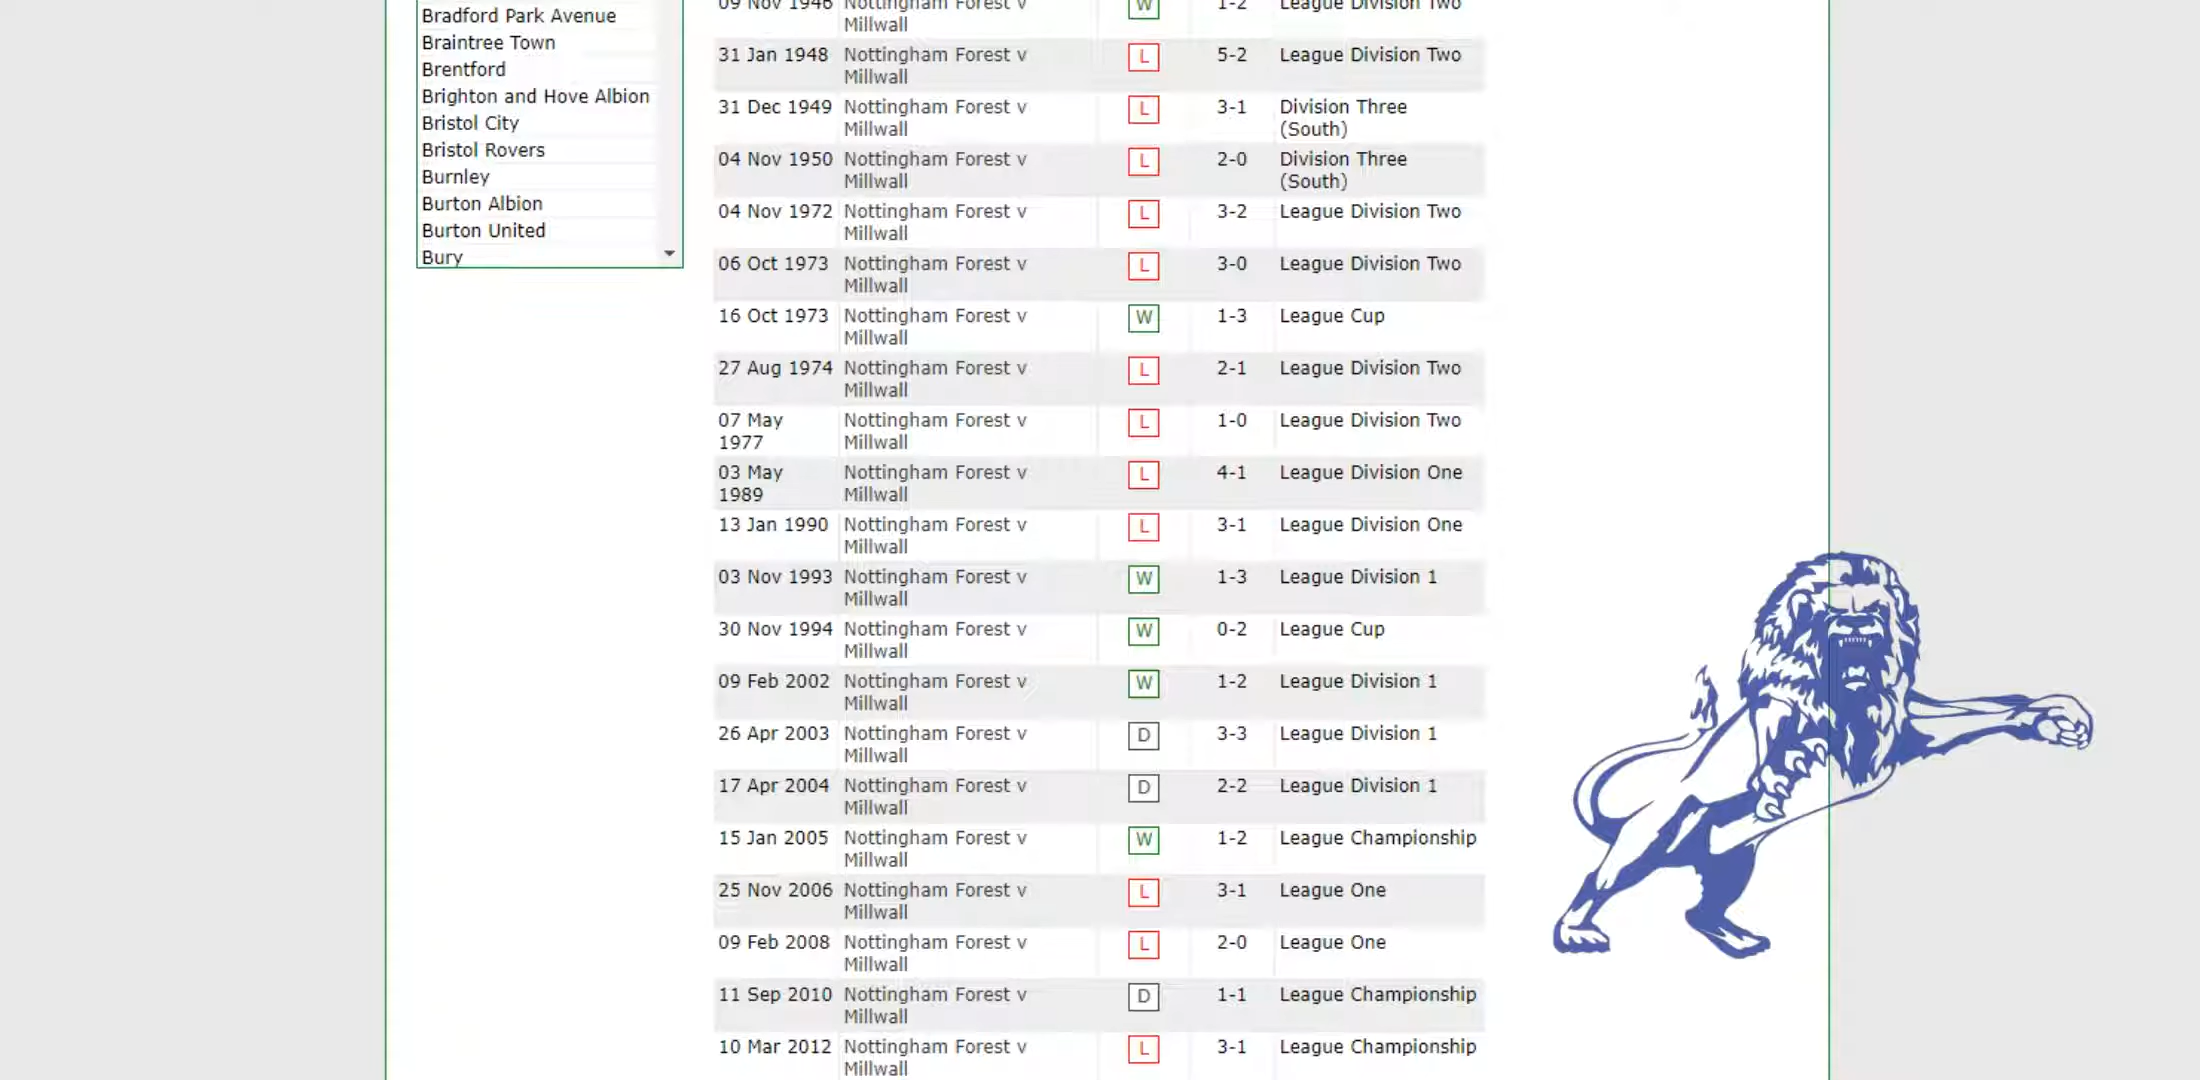 Bradford Park Avenue
Braintree Town
Brentford
Brighton and Hove Albion
Bristol City
Bristol Rovers
Burnley
Burton Albion
Burton United
Bury
09 Nov 1946 Nottingham Forest v W 1-2 League Division Two
Millwall
31 Jan 1948 Nottingham Forest v L 5-2 League Division Two
Millwall
31 Dec 1949 Nottingham Forest v L 3-1 Division Three
Millwall (South)
04 Nov 1950 Nottingham Forest v L 2-0 Division Three
Millwall (South)
04 Nov 1972 Nottingham Forest v L 3-2 League Division Two
Millwall
06 Oct 1973 Nottingham Forest v L 3-0 League Division Two
Millwall
16 Oct 1973 Nottingham Forest v W 1-3 League Cup
Millwall
27 Aug 1974 Nottingham Forest v L 2-1 League Division Two
Millwall
07 May Nottingham Forest v L 1-0 League Division Two
1977 Millwall
03 May Nottingham Forest v L 4-1 League Division One
1989 Millwall
13 Jan 1990 Nottingham Forest v L 3-1 League Division One
Millwall
03 Nov 1993 Nottingham Forest v W 1-3 League Division 1
Millwall
30 Nov 1994 Nottingham Forest v W 0-2 League Cup
Millwall
09 Feb 2002 Nottingham Forest v W 1-2 League Division 1
Millwall
26 Apr 2003 Nottingham Forest v D 3-3 League Division 1
Millwall
17 Apr 2004 Nottingham Forest v D 2-2 League Division 1
Millwall
15 Jan 2005 Nottingham Forest v W 1-2 League Championship
Millwall
25 Nov 2006 Nottingham Forest v L 3-1 League One
Millwall
09 Feb 2008 Nottingham Forest v L 2-0 League One
Millwall
11 Sep 2010 Nottingham Forest v D 1-1 League Championship
Millwall
10 Mar 2012 Nottingham Forest v L 3-1 League Championship
Millwall